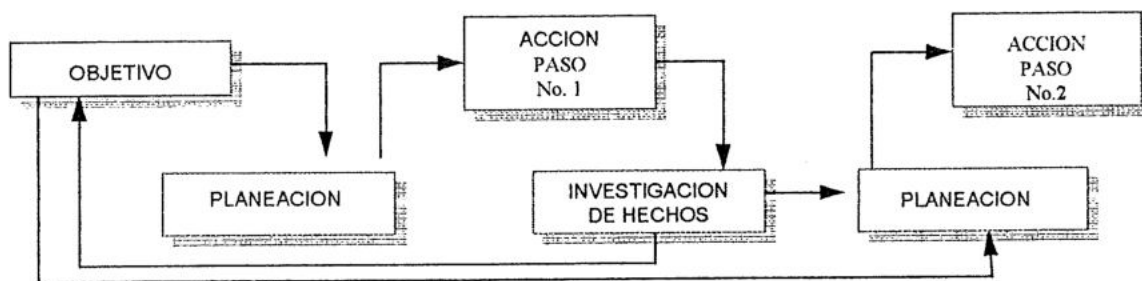 OBJETIVO
PLANEACION
ACCION
PASO
No. 1
INVESTIGACION
DE HECHOS
PLANEACION
ACCION
PASO
No.2